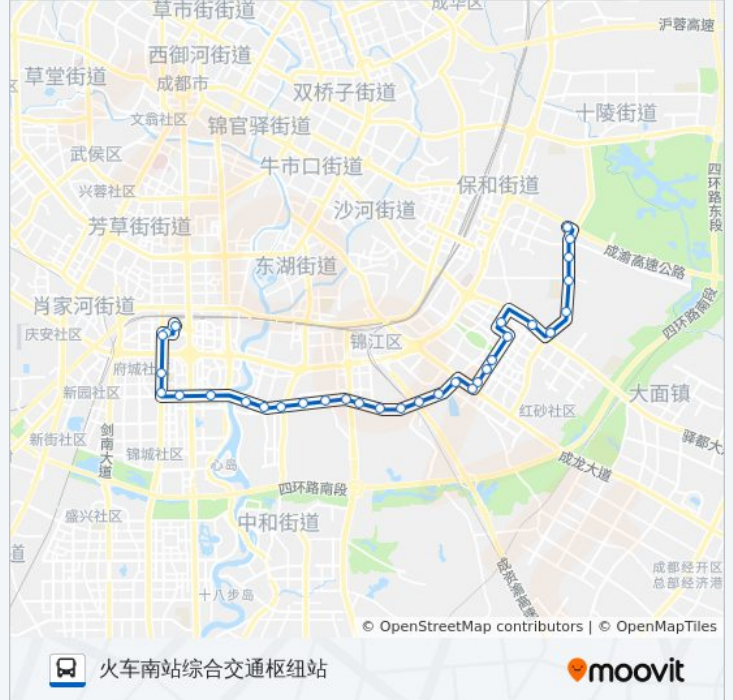 草市街街道
成华区
沪蓉高速
西御河街道
草堂街道
成都市
双桥子街道
十陵街道
文翁社区
锦官驿街道
武侯区
牛市口街道
四环路东段
保和街道
兴蓉社区
沙河街道
芳草街街道
东湖街道
成渝高速公路
肖家河街道
四环路南段
庆安社区
锦江区
府城社
新园社区
大面镇
红砂社区
剑南大道
新街社区
驿都大
锦城社区
心岛
成龙大道
四环路南段
盛兴社区
中和街道
道
成都经开区
总部经济港
十八步岛
© OpenStreetMap contributors | © OpenMapTiles
火车南站综合交通枢纽站
moovit